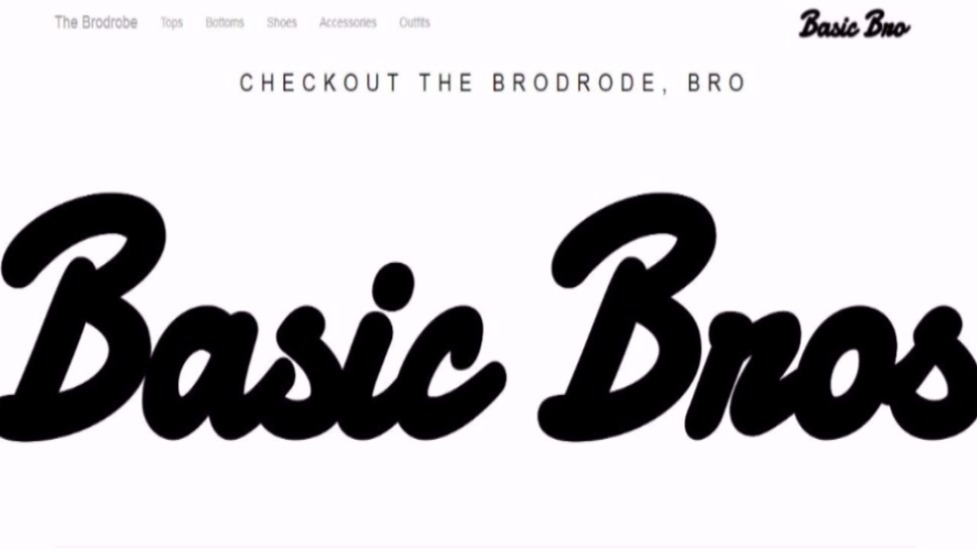 The Brodrobe Tops Bottoms Shoes Accessories Outfits Basic Bro
CHECKOUT THE BRODRODE, BRO
Basic Bros